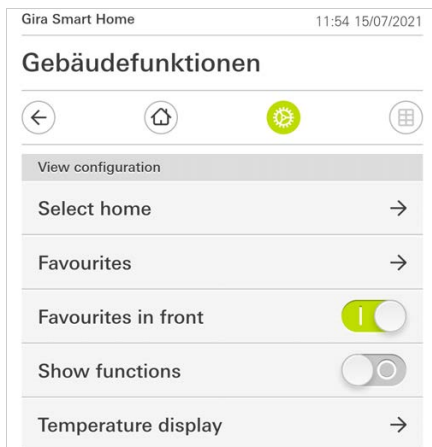 Gira Smart Home 11:54 15/07/2021
Gebäudefunktionen
View configuration
Select home
Favourites
Favourites in front
Show functions
Temperature display